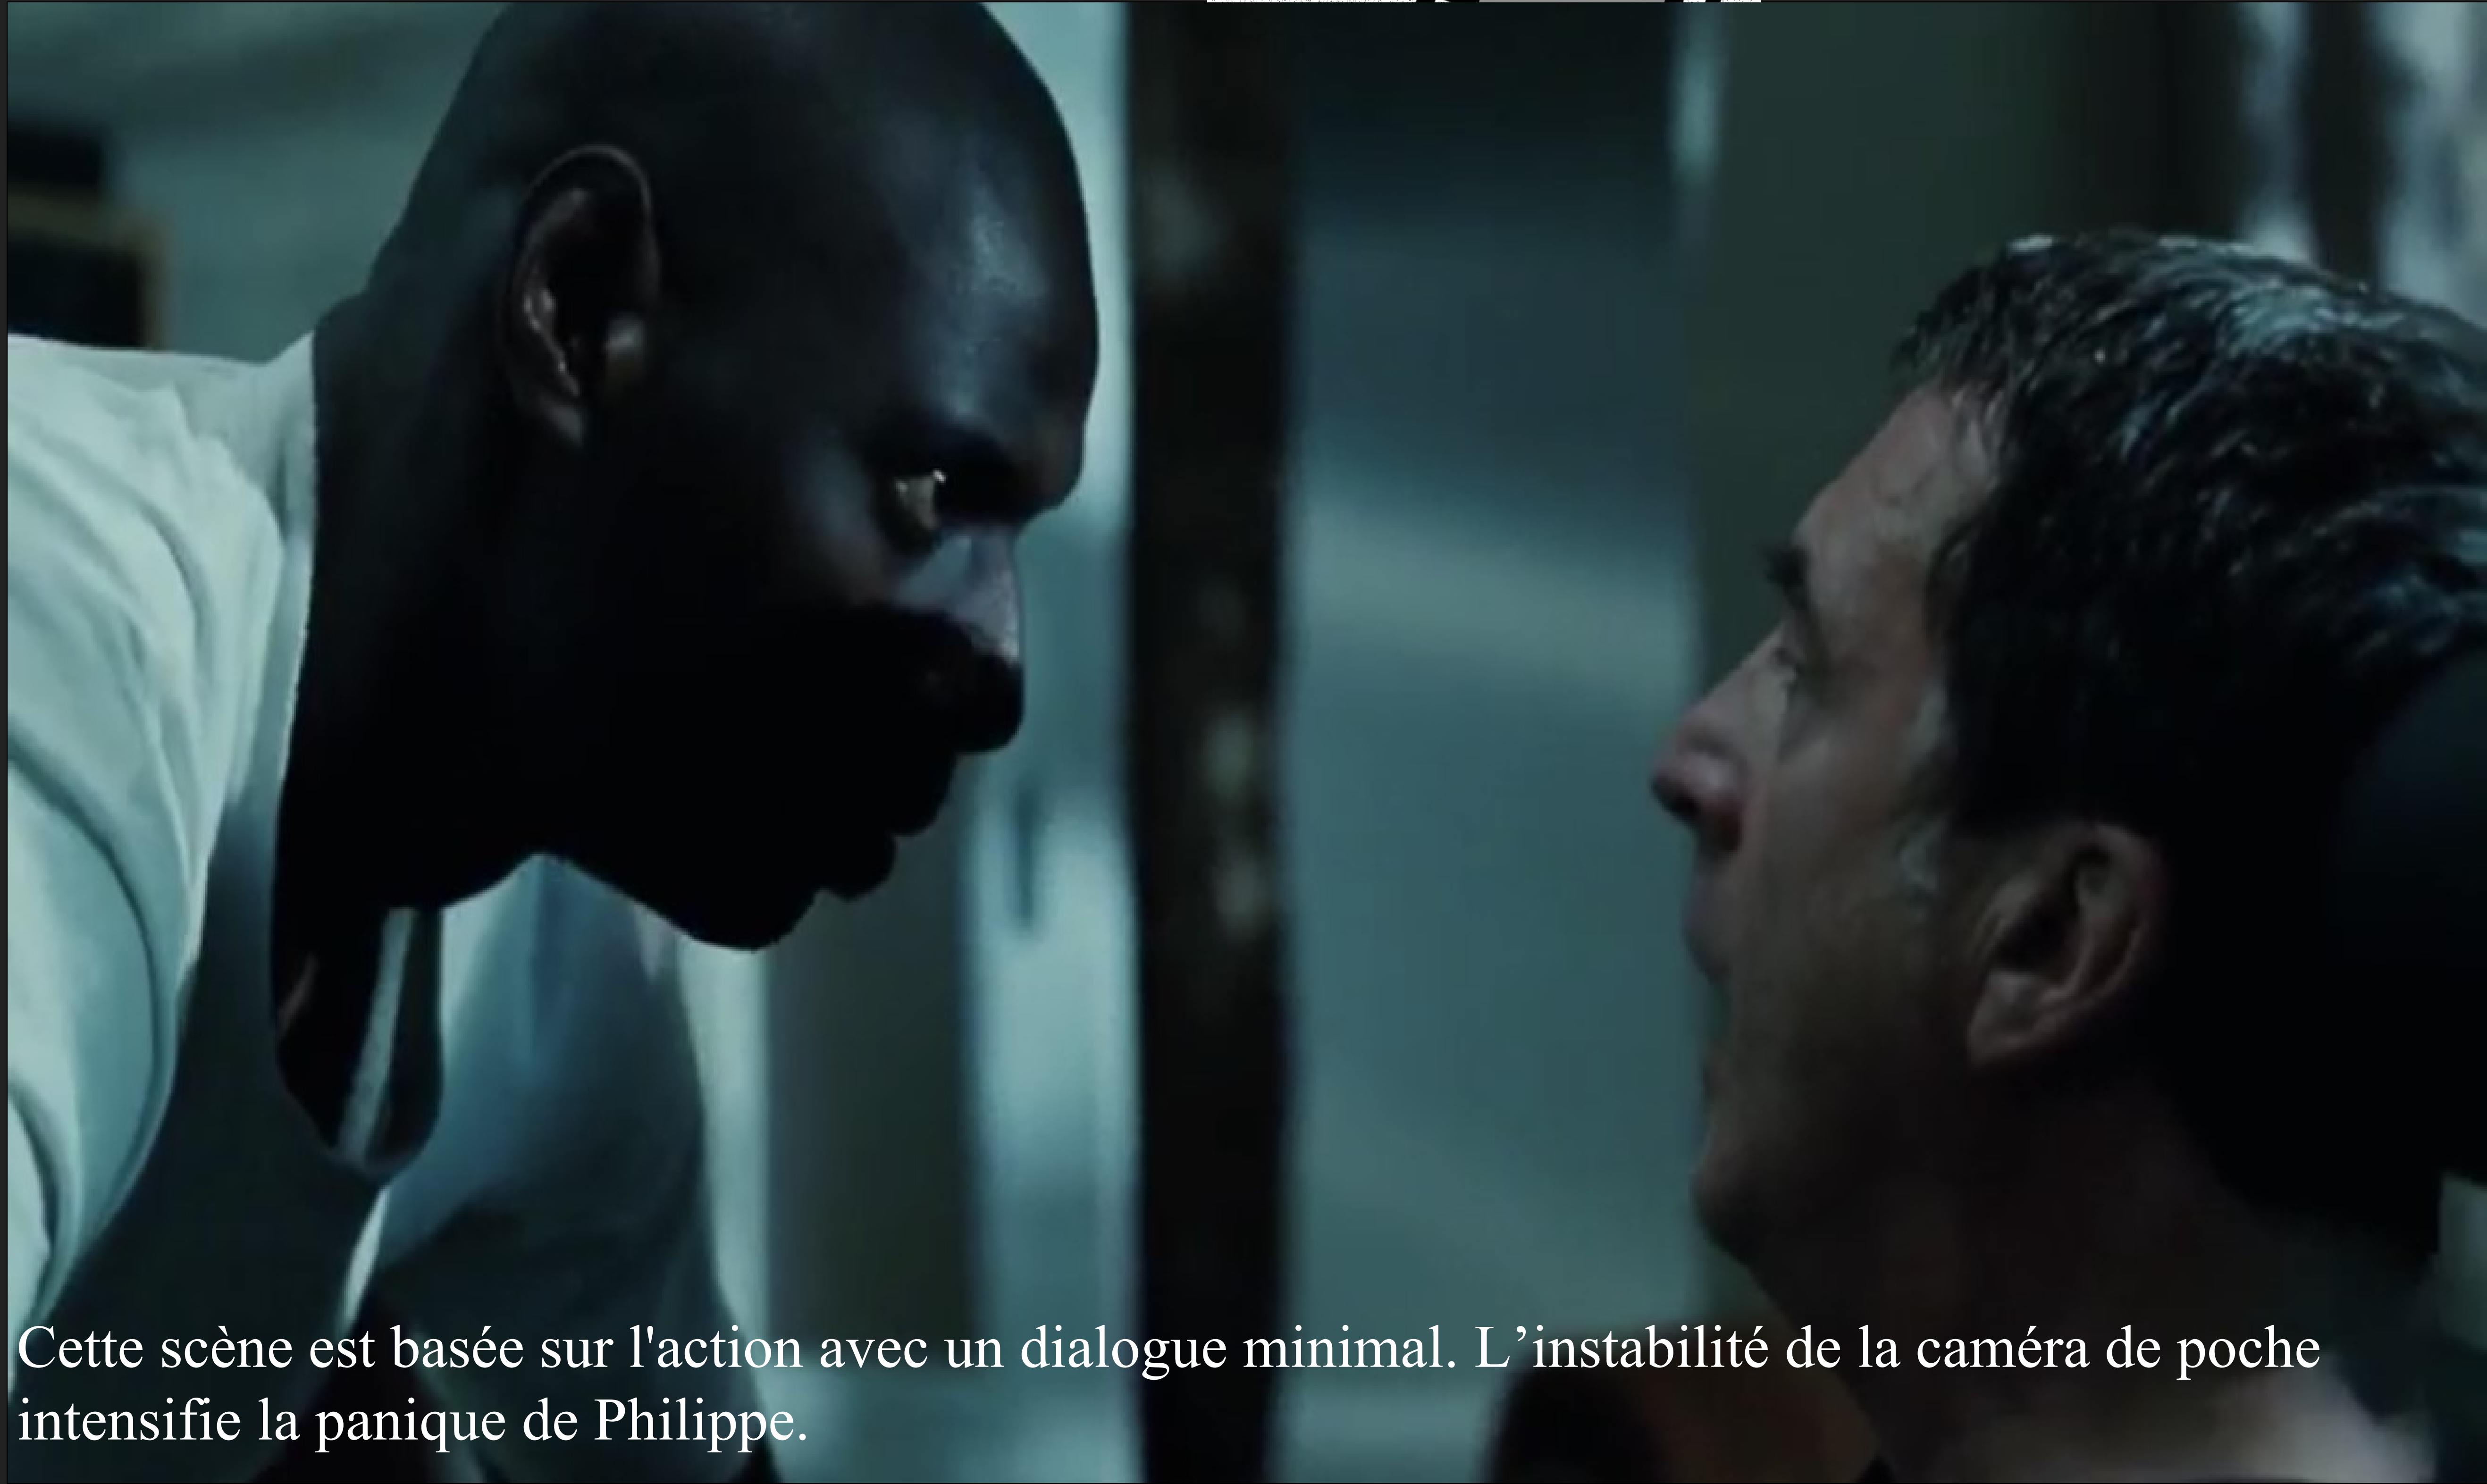 Cette scène est basée sur l'action avec un dialogue minimal. L’instabilité de la caméra de poche
intensifie la panique de Philippe.